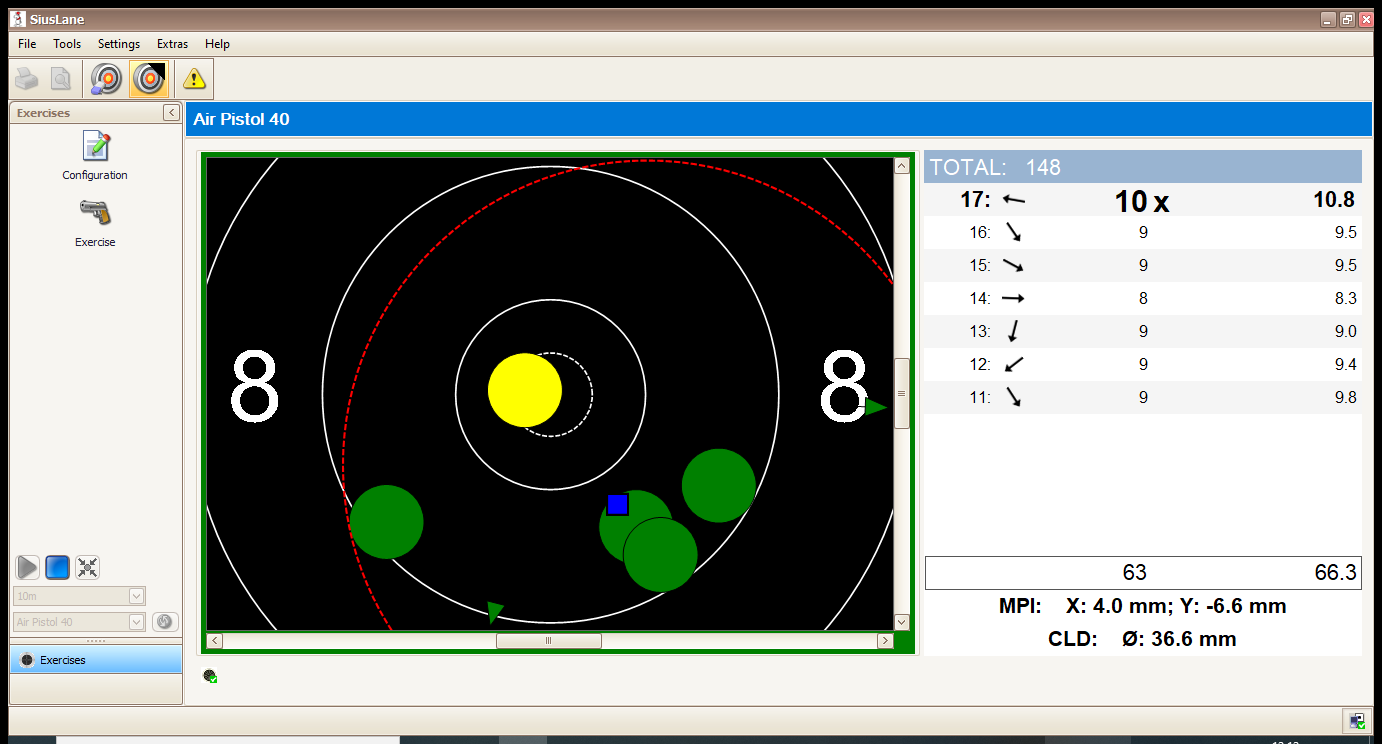 SiusLane
File Tools Settings Extras Help
Exercises
Configuration
Exercise
10m
Air Pistol 40
Exercises
Air Pistol 40
8 8
TOTAL: 148
17: 10 x 10.8
16: 9 9.5
15: 9 9.5
14: 8 8.3
13: 9 9.0
12: 9 9.4
11: 9 9.8
63 66.3
MPI: X: 4.0 mm; Y: -6.6 mm
CLD: Ø: 36.6 mm